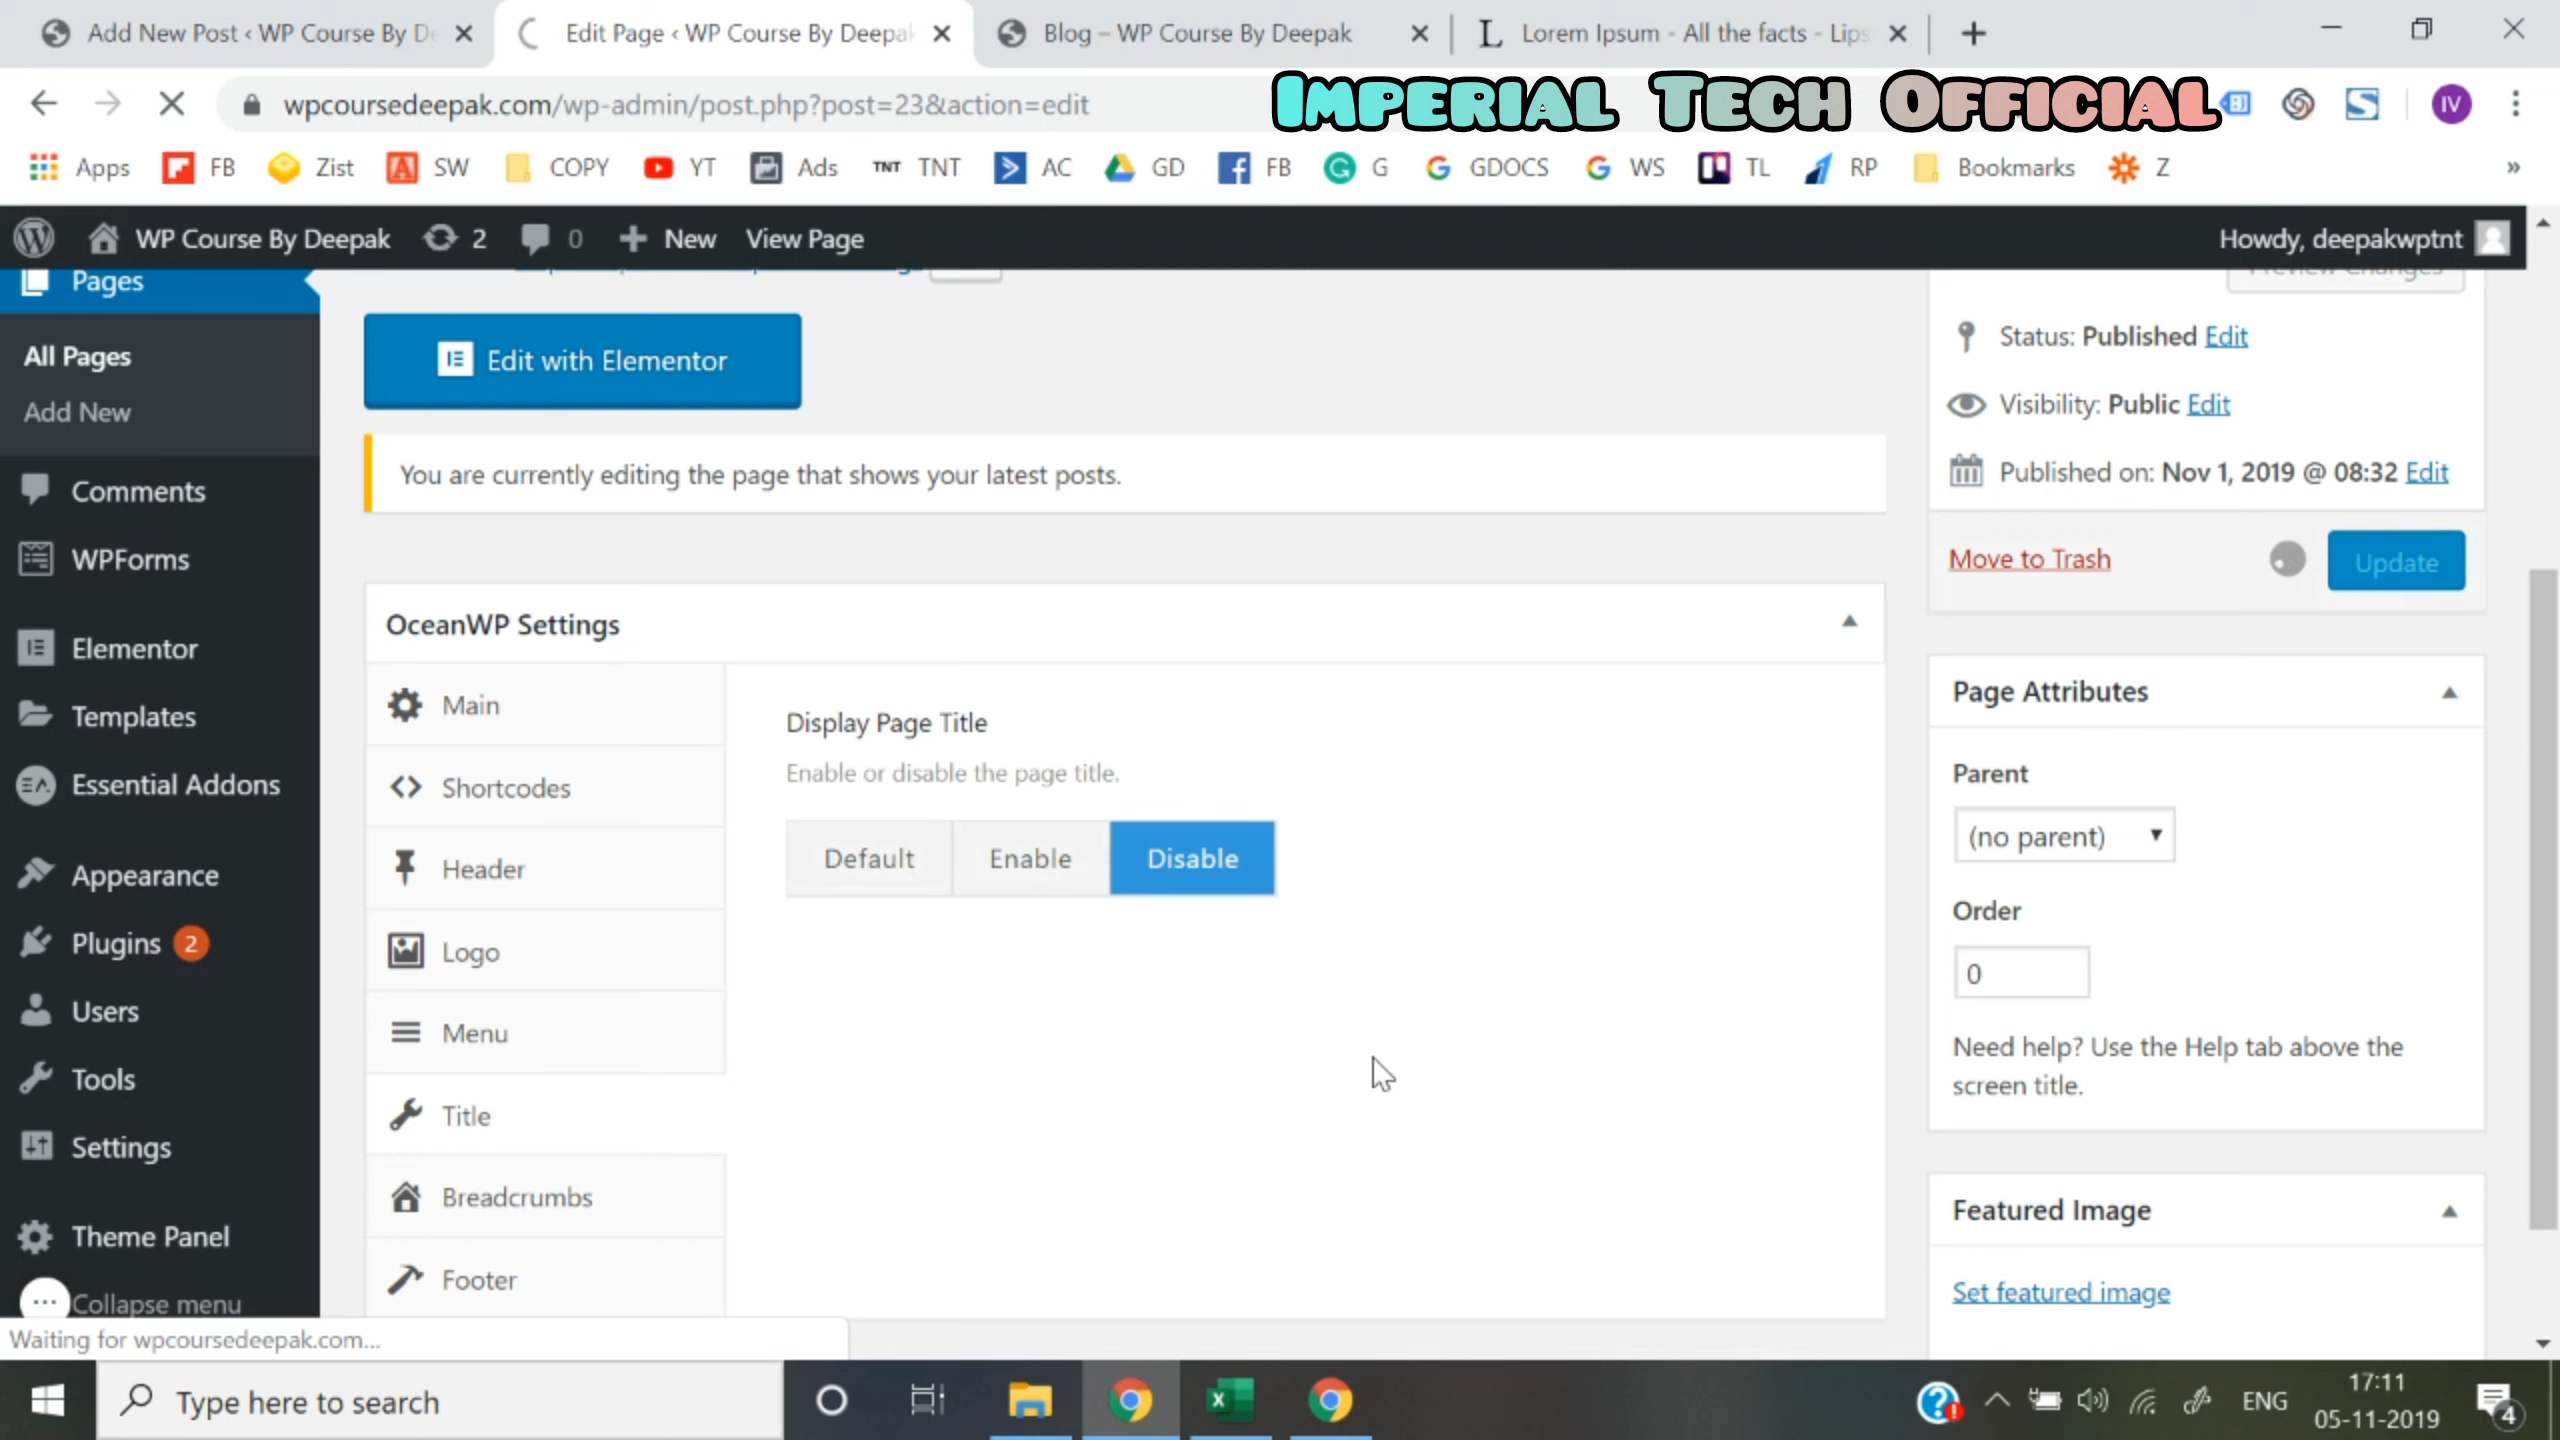 Add New Post ‹ WP Course By De
Edit Page ‹ WP Course By Deepak
Blog – WP Course By Deepak
Lorem Ipsum - All the facts - Lips
wpcoursedeepak.com/wp-admin/post.php?post=23&action=edit
Imperial Tech Official
IV
Apps
FB
Zist
SW
COPY
YT
Ads
TNT TNT
AC
GD
FB
G
GDOCS
WS
TL
RP
Bookmarks
Z
»
WP Course By Deepak
2
0
New
View Page
Howdy, deepakwptnt
Pages
All Pages
Add New
Comments
WPForms
Elementor
Templates
Essential Addons
Appearance
Plugins 2
Users
Tools
Settings
Theme Panel
Collapse menu
Edit with Elementor
You are currently editing the page that shows your latest posts.
OceanWP Settings
Main
Shortcodes
Header
Logo
Menu
Title
Breadcrumbs
Footer
Display Page Title
Enable or disable the page title.
Default
Enable
Disable
Preview Changes
Status: Published Edit
Visibility: Public Edit
Published on: Nov 1, 2019 @ 08:32 Edit
Move to Trash
Update
Page Attributes
Parent
(no parent)
Order
0
Need help? Use the Help tab above the
screen title.
Featured Image
Set featured image
Waiting for wpcoursedeepak.com...
Type here to search
ENG
17:11
05-11-2019
4